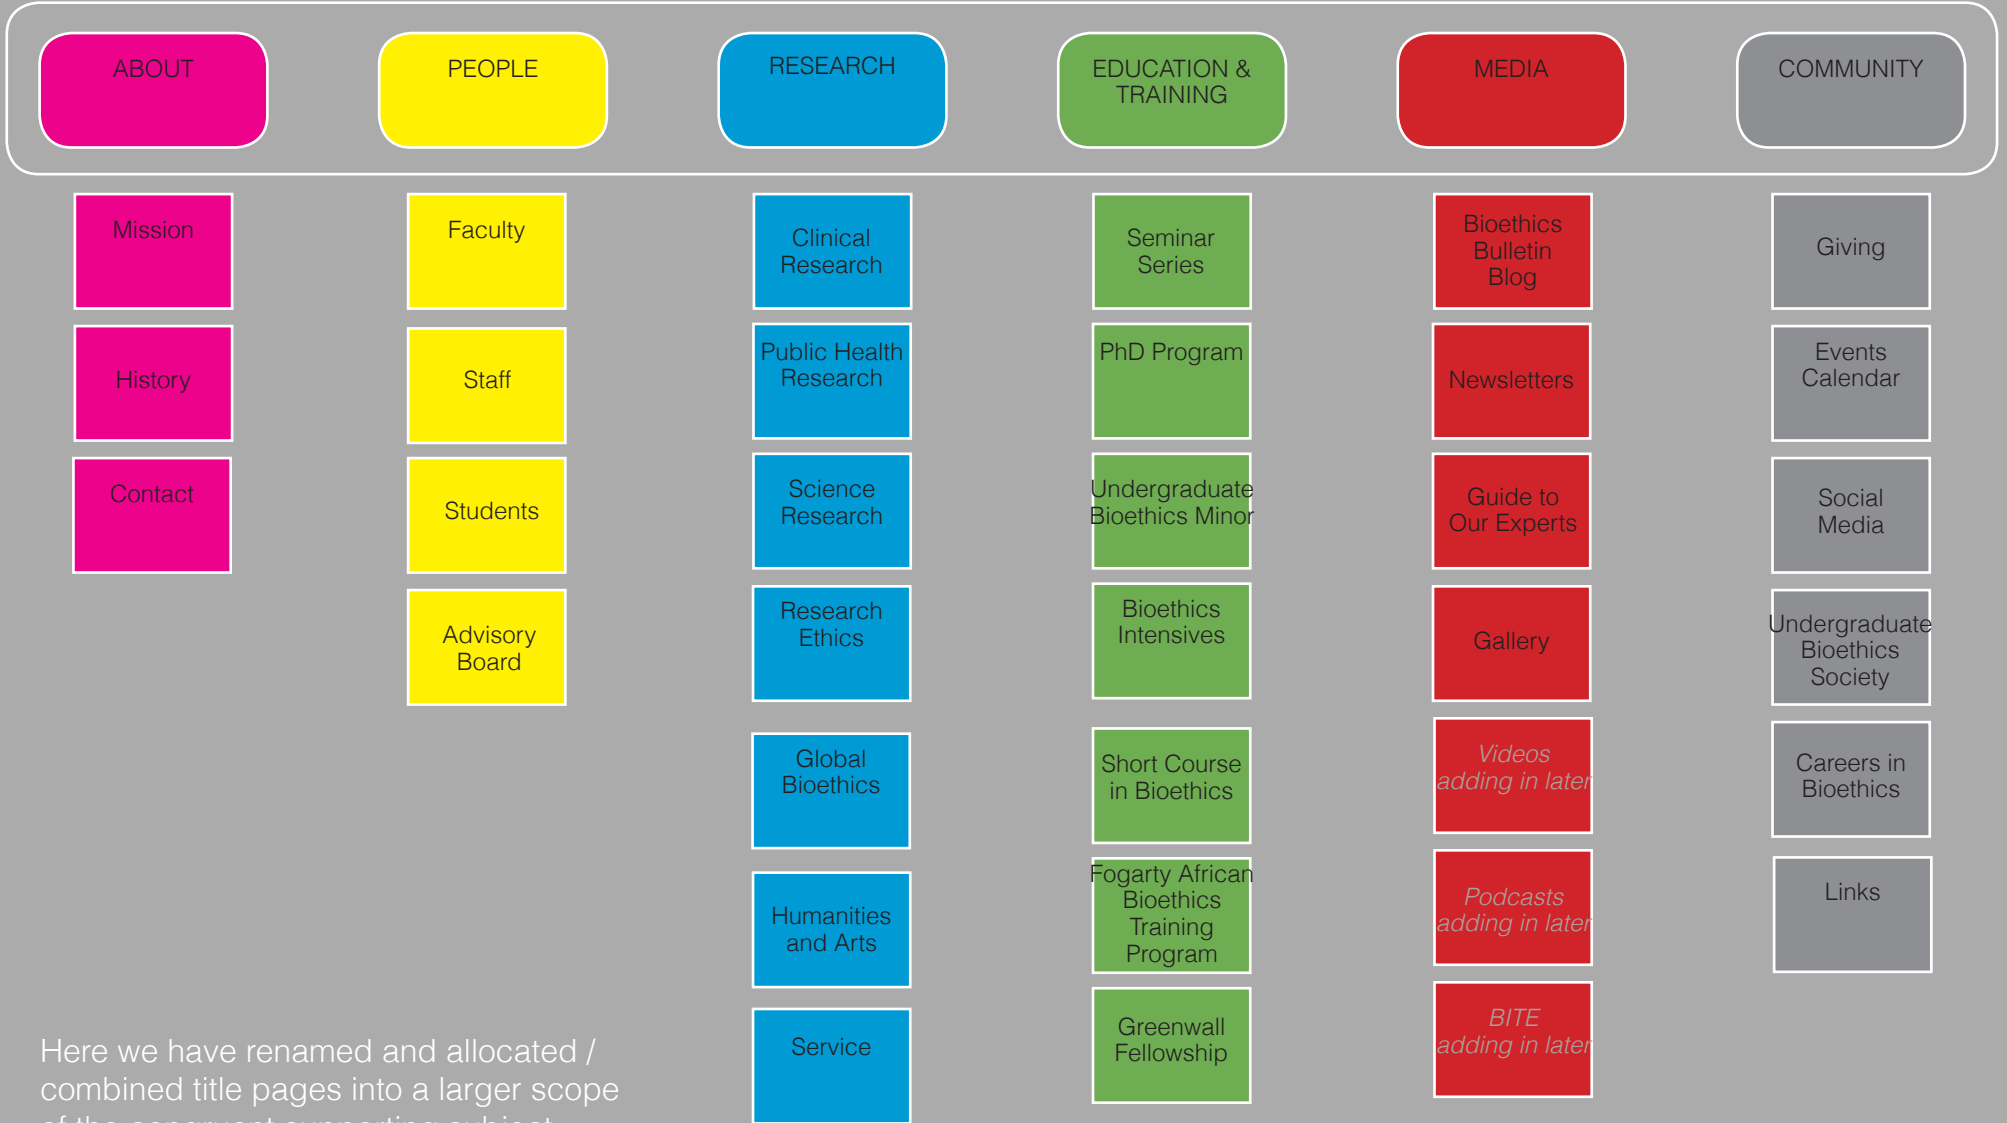 ABOUT
PEOPLE
RESEARCH
EDUCATION &
TRAINING
MEDIA
COMMUNITY
Mission
History
Contact
Faculty
Staff
Students
Advisory
Board
Clinical
Research
Public Health
Research
Science
Research
Research
Ethics
Global
Bioethics
Humanities
and Arts
Service
Seminar
Series
PhD Program
Undergraduate
Bioethics Minor
Bioethics
Intensives
Short Course
in Bioethics
Fogarty African
Bioethics
Training
Program
Greenwall
Fellowship
Bioethics
Bulletin
Blog
Newsletters
Guide to
Our Experts
Gallery
Videos
adding in later
Podcasts
adding in later
BITE
adding in later
Giving
Events
Calendar
Social
Media
Undergraduate
Bioethics
Society
Careers in
Bioethics
Links
Here we have renamed and allocated /
combined title pages into a larger scope
of the congruent supporting subject